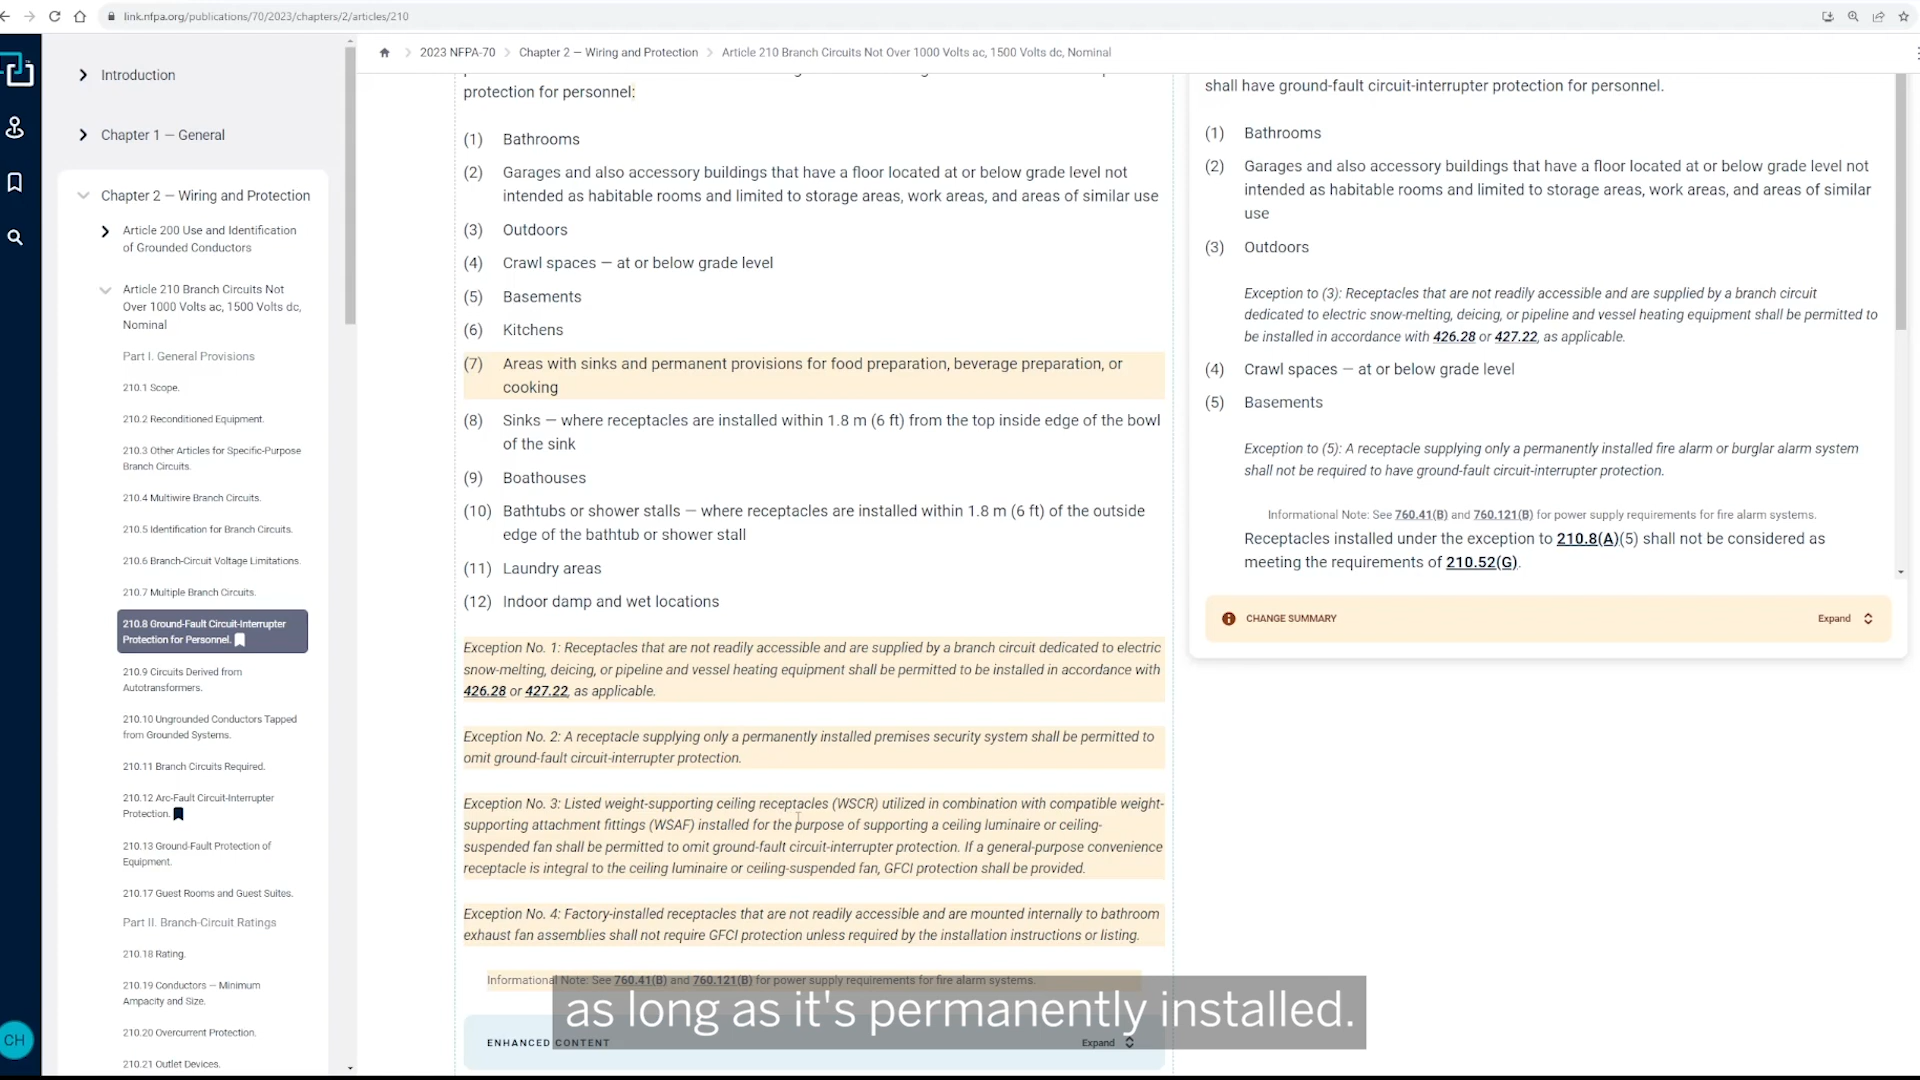 link.nfpa.org/publications/70/2023/chapters/2/articles/210
2023 NFPA-70
Chapter 2 — Wiring and Protection
Article 210 Branch Circuits Not Over 1000 Volts ac, 1500 Volts dc, Nominal
Introduction
Chapter 1 — General
Chapter 2 — Wiring and Protection
Article 200 Use and Identification
of Grounded Conductors
Article 210 Branch Circuits Not
Over 1000 Volts ac, 1500 Volts dc,
Nominal
Part I. General Provisions
210.1 Scope.
210.2 Reconditioned Equipment.
210.3 Other Articles for Specific-Purpose
Branch Circuits.
210.4 Multiwire Branch Circuits.
210.5 Identification for Branch Circuits.
210.6 Branch-Circuit Voltage Limitations.
210.7 Multiple Branch Circuits.
210.8 Ground-Fault Circuit-Interrupter
Protection for Personnel.
210.9 Circuits Derived from
Autotransformers.
210.10 Ungrounded Conductors Tapped
from Grounded Systems.
210.11 Branch Circuits Required.
210.12 Arc-Fault Circuit-Interrupter
Protection.
210.13 Ground-Fault Protection of
Equipment.
210.17 Guest Rooms and Guest Suites.
Part II. Branch-Circuit Ratings
210.18 Rating.
210.19 Conductors — Minimum
Ampacity and Size.
210.20 Overcurrent Protection.
210.21 Outlet Devices.
CH
protection for personnel:
(1) Bathrooms
(2) Garages and also accessory buildings that have a floor located at or below grade level not
intended as habitable rooms and limited to storage areas, work areas, and areas of similar use
(3) Outdoors
(4) Crawl spaces — at or below grade level
(5) Basements
(6) Kitchens
(7) Areas with sinks and permanent provisions for food preparation, beverage preparation, or
cooking
(8) Sinks — where receptacles are installed within 1.8 m (6 ft) from the top inside edge of the bowl
of the sink
(9) Boathouses
(10) Bathtubs or shower stalls — where receptacles are installed within 1.8 m (6 ft) of the outside
edge of the bathtub or shower stall
(11) Laundry areas
(12) Indoor damp and wet locations
Exception No. 1: Receptacles that are not readily accessible and are supplied by a branch circuit dedicated to electric
snow-melting, deicing, or pipeline and vessel heating equipment shall be permitted to be installed in accordance with
426.28 or 427.22, as applicable.
Exception No. 2: A receptacle supplying only a permanently installed premises security system shall be permitted to
omit ground-fault circuit-interrupter protection.
Exception No. 3: Listed weight-supporting ceiling receptacles (WSCR) utilized in combination with compatible weight-
supporting attachment fittings (WSAF) installed for the purpose of supporting a ceiling luminaire or ceiling-
suspended fan shall be permitted to omit ground-fault circuit-interrupter protection. If a general-purpose convenience
receptacle is integral to the ceiling luminaire or ceiling-suspended fan, GFCI protection shall be provided.
Exception No. 4: Factory-installed receptacles that are not readily accessible and are mounted internally to bathroom
exhaust fan assemblies shall not require GFCI protection unless required by the installation instructions or listing.
Informational Note: See 760.41(B) and 760.121(B) for power supply requirements for fire alarm systems.
as long as it's permanently installed.
ENHANCED CONTENT
Expand
shall have ground-fault circuit-interrupter protection for personnel.
(1) Bathrooms
(2) Garages and also accessory buildings that have a floor located at or below grade level not
intended as habitable rooms and limited to storage areas, work areas, and areas of similar
use
(3) Outdoors
Exception to (3): Receptacles that are not readily accessible and are supplied by a branch circuit
dedicated to electric snow-melting, deicing, or pipeline and vessel heating equipment shall be permitted to
be installed in accordance with 426.28 or 427.22, as applicable.
(4) Crawl spaces — at or below grade level
(5) Basements
Exception to (5): A receptacle supplying only a permanently installed fire alarm or burglar alarm system
shall not be required to have ground-fault circuit-interrupter protection.
Informational Note: See 760.41(B) and 760.121(B) for power supply requirements for fire alarm systems.
Receptacles installed under the exception to 210.8(A)(5) shall not be considered as
meeting the requirements of 210.52(G).
CHANGE SUMMARY
Expand